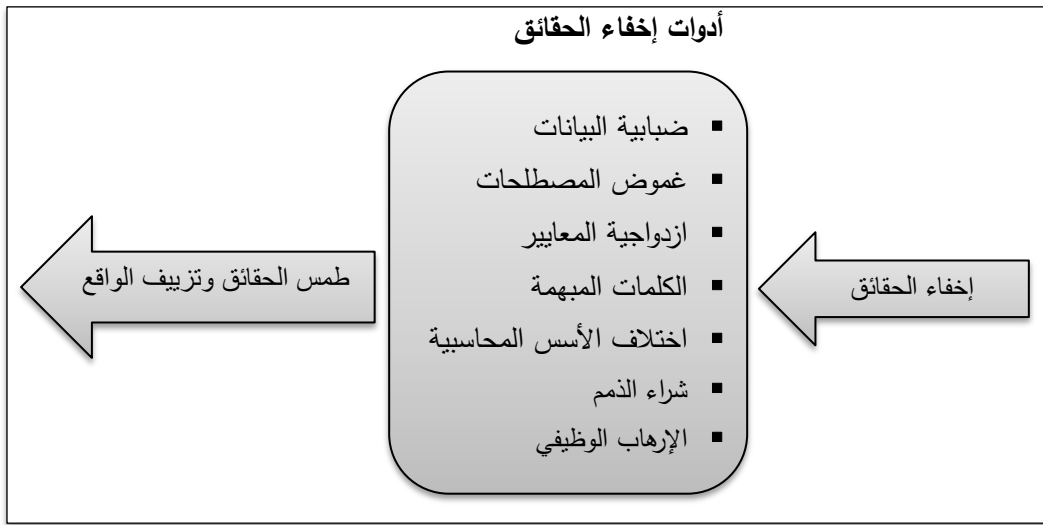 أدوات إخفاء الحقائق
إخفاء الحقائق
▪ ضبابية البيانات
▪ غموض المصطلحات
▪ ازدواجية المعايير
▪ الكلمات المبهمة
▪ اختلاف الأسس المحاسبية
▪ شراء الذمم
▪ الإرهاب الوظيفي
طمس الحقائق وتزييف الواقع